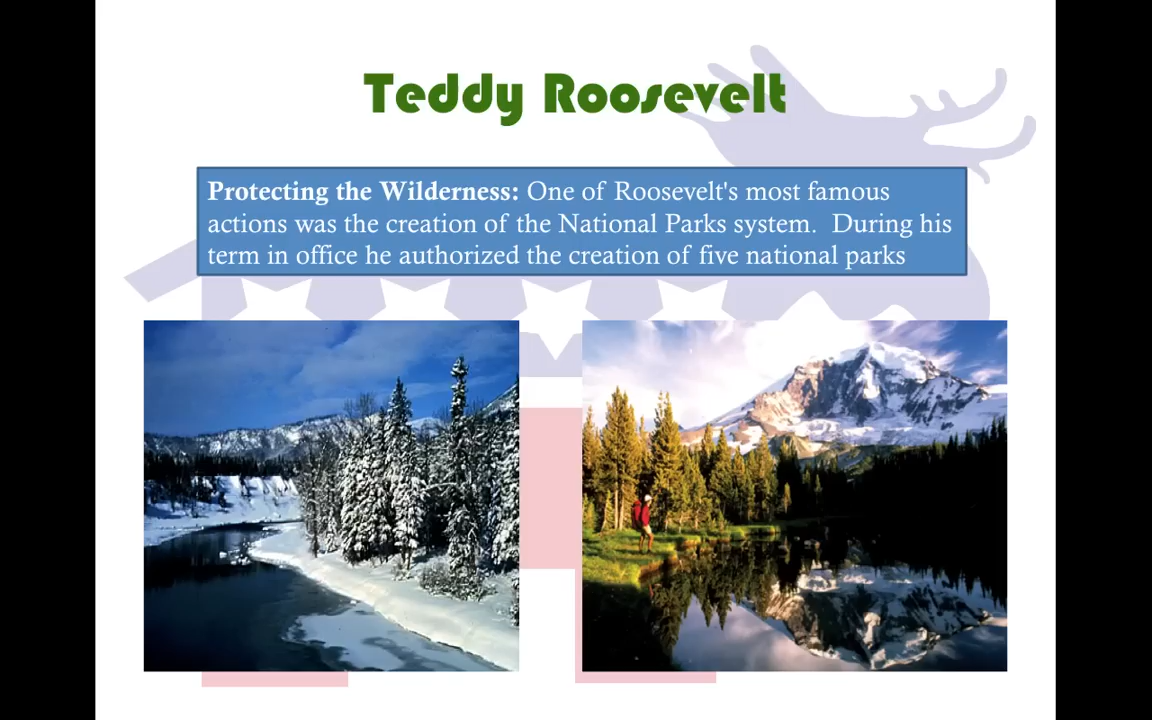 Teddy Roosevelt
Protecting the Wilderness: One of Roosevelt's most famous
actions was the creation of the National Parks system.  During his
term in office he authorized the creation of five national parks